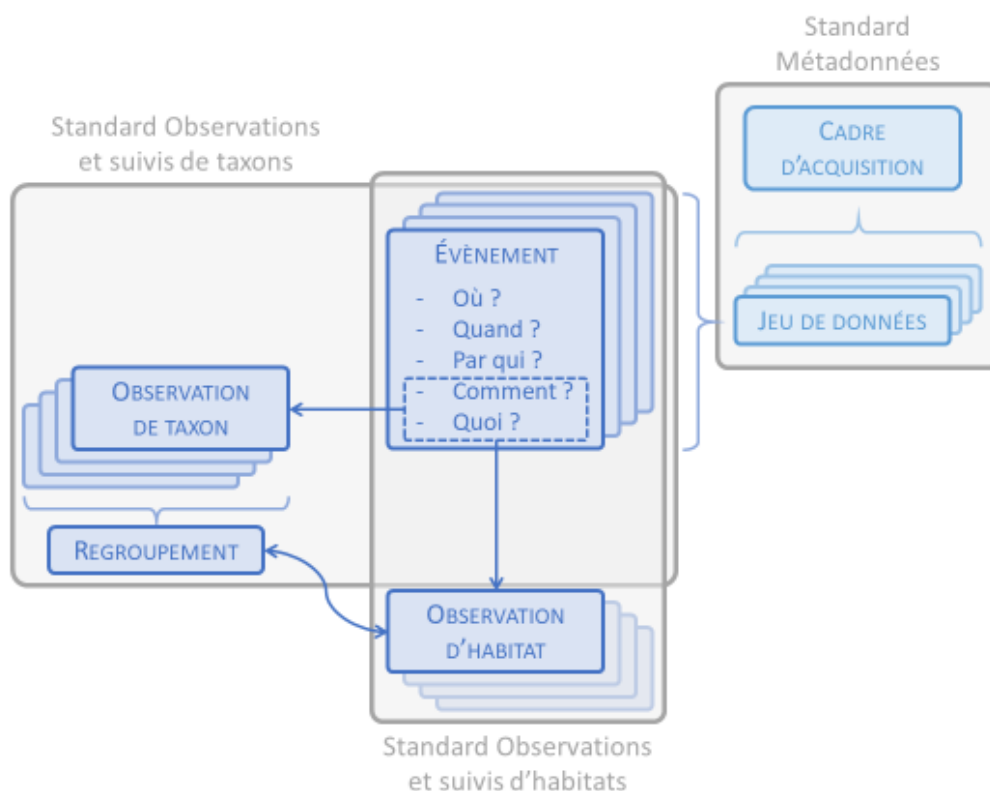 Standard
Métadonnées
CADRE
D'ACQUISITION
JEU DE DONNÉES
Standard Observations
et suivis de taxons
ÉVÈNEMENT
- Où ?
- Quand ?
- Par qui ?
- Comment ?
- Quoi ?
OBSERVATION
DE TAXON
REGROUPEMENT
OBSERVATION
D'HABITAT
Standard Observations
et suivis d'habitats